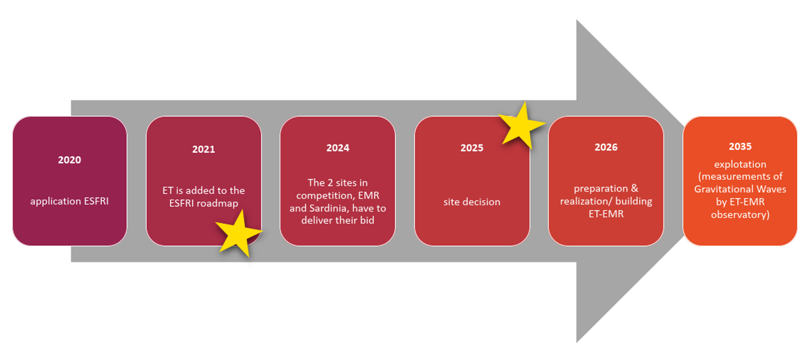 2020
application ESFRI
2021
ET is added to the
ESFRI roadmap
2024
The 2 sites in
competition, EMR
and Sardinia, have to
deliver their bid
2025
site decision
2026
preparation &
realization/ building
ET-EMR
2035
explotation
(measurements of
Gravitational Waves
by ET-EMR
observatory)